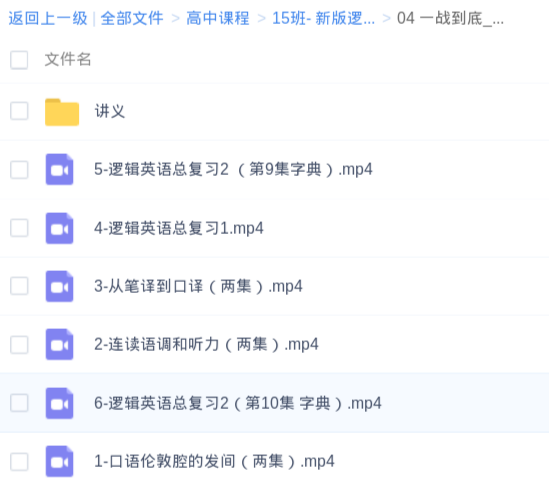 返回上一级 | 全部文件 > 高中课程 > 15班- 新版逻... > 04 一战到底_...
文件名
讲义
5-逻辑英语总复习2 （第9集字典）.mp4
4-逻辑英语总复习1.mp4
3-从笔译到口译（两集）.mp4
2-连读语调和听力（两集）.mp4
6-逻辑英语总复习2（第10集 字典）.mp4
1-口语伦敦腔的发间（两集）.mp4